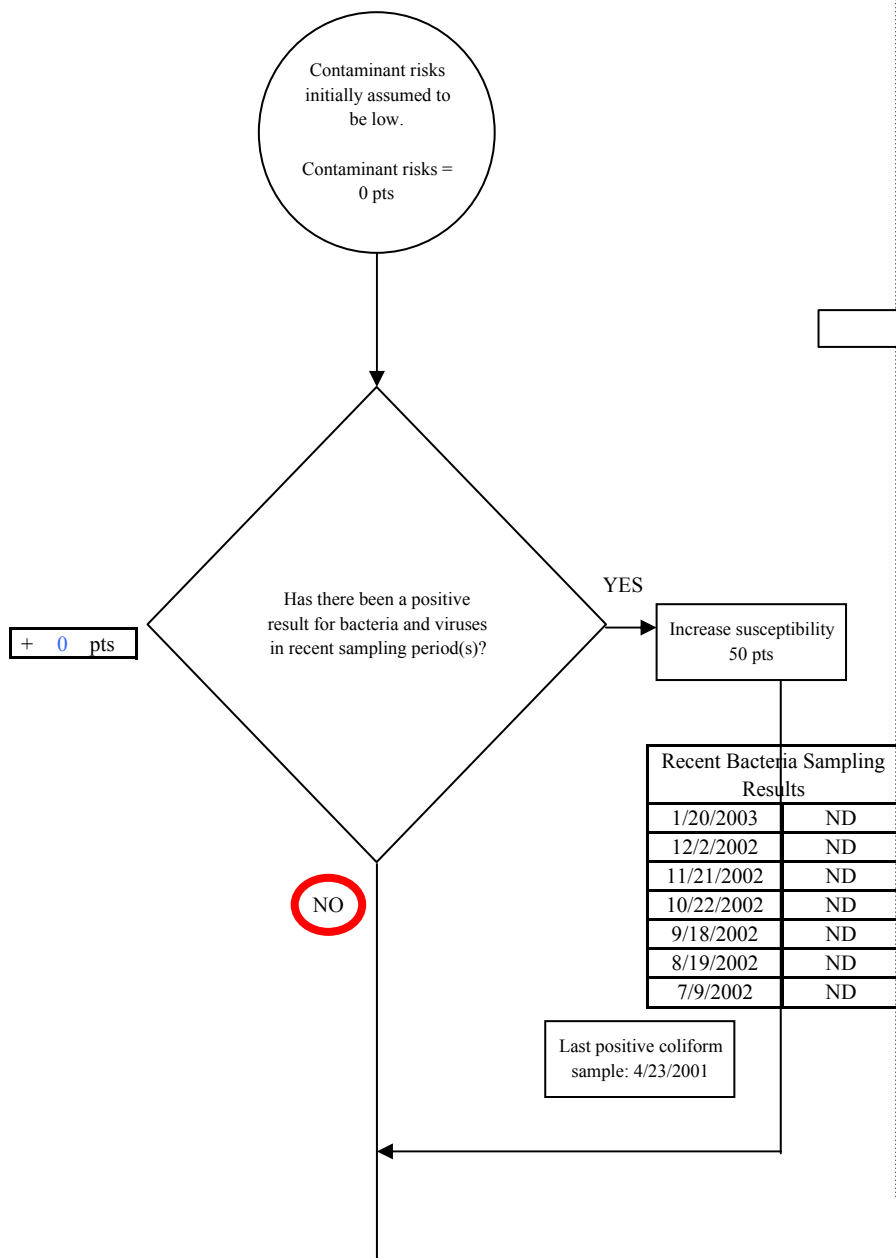 Contaminant risks
initially assumed to
be low.
Contaminant risks =
0 pts
Has there been a positive
result for bacteria and viruses
in recent sampling period(s)?
YES
Increase susceptibility
50 pts
+ 0 pts
Recent Bacteria Sampling
Results
1/20/2003 ND
12/2/2002 ND
11/21/2002 ND
10/22/2002 ND
9/18/2002 ND
8/19/2002 ND
7/9/2002 ND
NO
Last positive coliform
sample: 4/23/2001